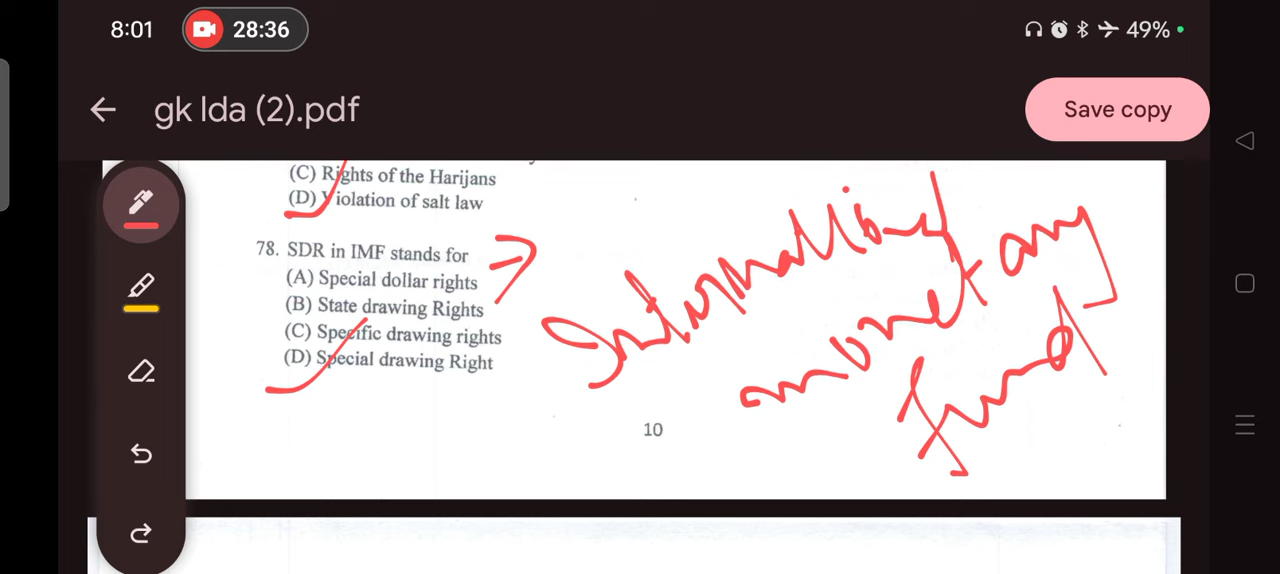 8:01 28:36 49%
gk lda (2).pdf Save copy
(C) Rights of the Harijans
(D) Violation of salt law
78. SDR in IMF stands for
(A) Special dollar rights
(B) State drawing Rights
(C) Specific drawing rights
(D) Special drawing Right
International
monetary
fund
10